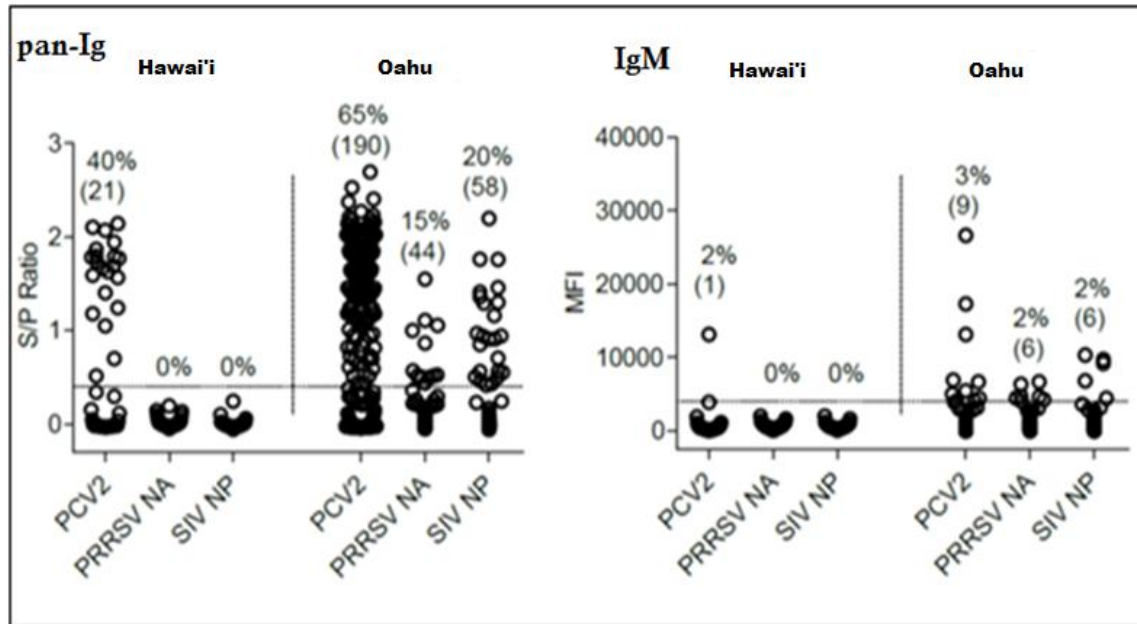 pan-Ig
Hawai'i
Oahu
3
2
1
0
S/P Ratio
40%
(21)
0%
0%
65%
(190)
15%
(44)
20%
(58)
PCV2
PRRSV NA
SIV NP
PCV2
PRRSV NA
SIV NP
IgM
Hawai'i
Oahu
40000
30000
20000
10000
0
MFI
2%
(1)
0%
0%
3%
(9)
2%
(6)
2%
(6)
PCV2
PRRSV NA
SIV NP
PCV2
PRRSV NA
SIV NP